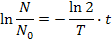 ln N/N₀ = − ln 2/T · t